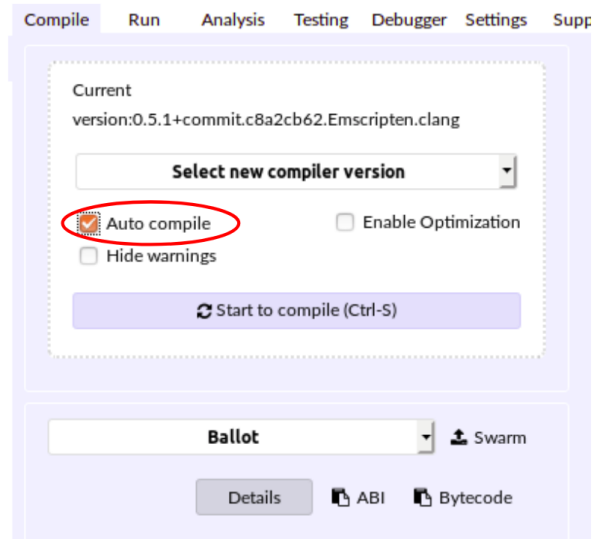 Compile Run Analysis Testing Debugger Settings Supp
Current
version:0.5.1+commit.c8a2cb62.Emscripten.clang
Select new compiler version
Auto compile Enable Optimization
Hide warnings
Start to compile (Ctrl-S)
Ballot Swarm
Details ABI Bytecode